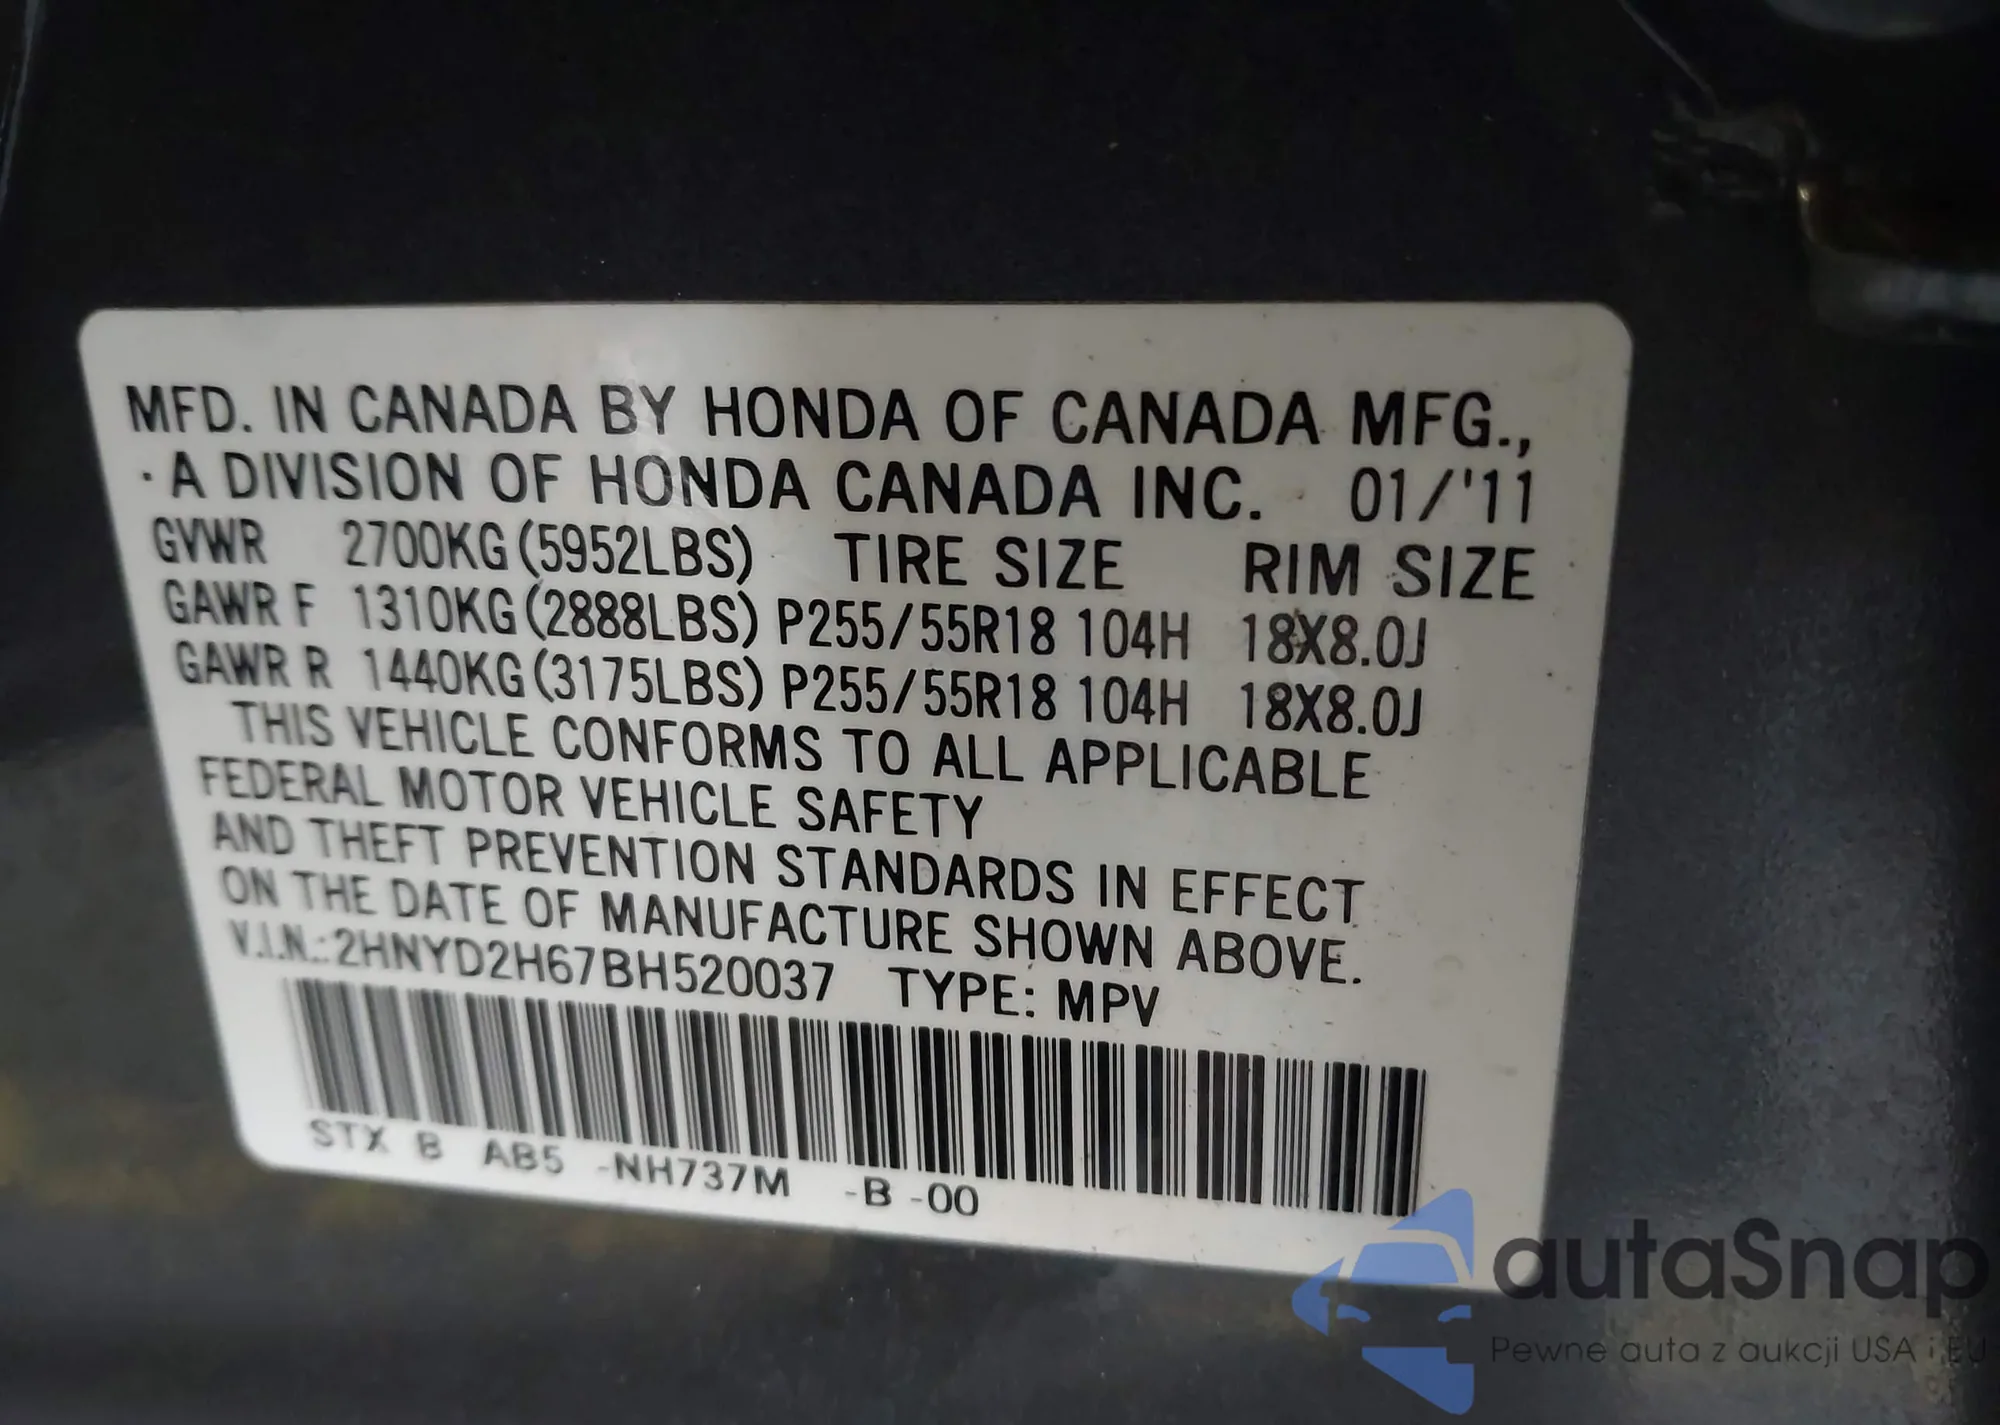 MFD. IN CANADA BY HONDA OF CANADA MFG.,
· A DIVISION OF HONDA CANADA INC. 01/'11
GVWR 2700KG (5952LBS) TIRE SIZE RIM SIZE
GAWR F 1310KG (2888LBS) P255/55R18 104H 18X8.0J
GAWR R 1440KG (3175LBS) P255/55R18 104H 18X8.0J
THIS VEHICLE CONFORMS TO ALL APPLICABLE
FEDERAL MOTOR VEHICLE SAFETY
AND THEFT PREVENTION STANDARDS IN EFFECT
ON THE DATE OF MANUFACTURE SHOWN ABOVE.
V.I.N.: 2HNYD2H67BH520037 TYPE: MPV
STX B AB5 -NH737M -B -00
autaSnap
Pewne auta z aukcji USA i EU